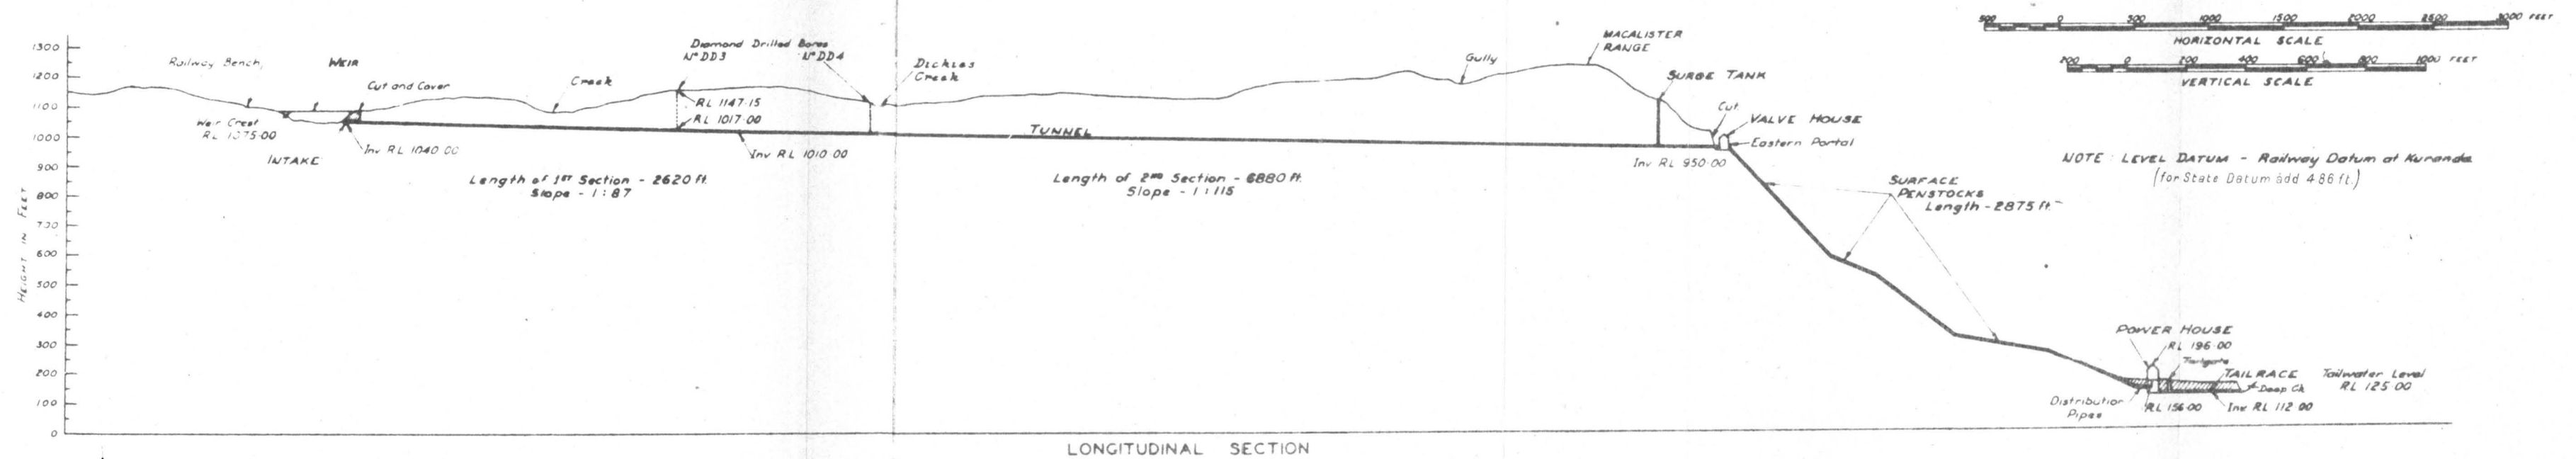 500 0 500 1000 1500 2000 2500 3000 FEET
HORIZONTAL SCALE
200 0 200 400 600 800 1000 FEET
VERTICAL SCALE
NOTE : LEVEL DATUM - Railway Datum at Kuranda
(for State Datum add 4·86 ft.)
HEIGHT IN FEET
1300
1200
1100
1000
900
800
700
600
500
400
300
200
100
0
Railway Bench
WEIR
Cut and Cover
Weir Crest
RL 1075·00
INTAKE
Inv RL 1040·00
Creek
Diamond Drilled Bores
Nº DD3 Nº DD4
RL 1147·15
RL 1017·00
Dickies
Creek
Inv RL 1010·00
TUNNEL
Length of 1ST Section - 2620 ft.
Slope - 1 : 87
Length of 2ND Section - 6880 ft.
Slope - 1 : 115
Gully
MACALISTER
RANGE
SURGE TANK
Cut
VALVE HOUSE
Eastern Portal
Inv RL 950·00
SURFACE
PENSTOCKS
Length - 2875 ft.
POWER HOUSE
RL 196·00
Tailgate
TAILRACE
Deep Ck
Tailwater Level
RL 125·00
Distribution
Pipes
RL 156·00
Inv RL 112·00
LONGITUDINAL SECTION